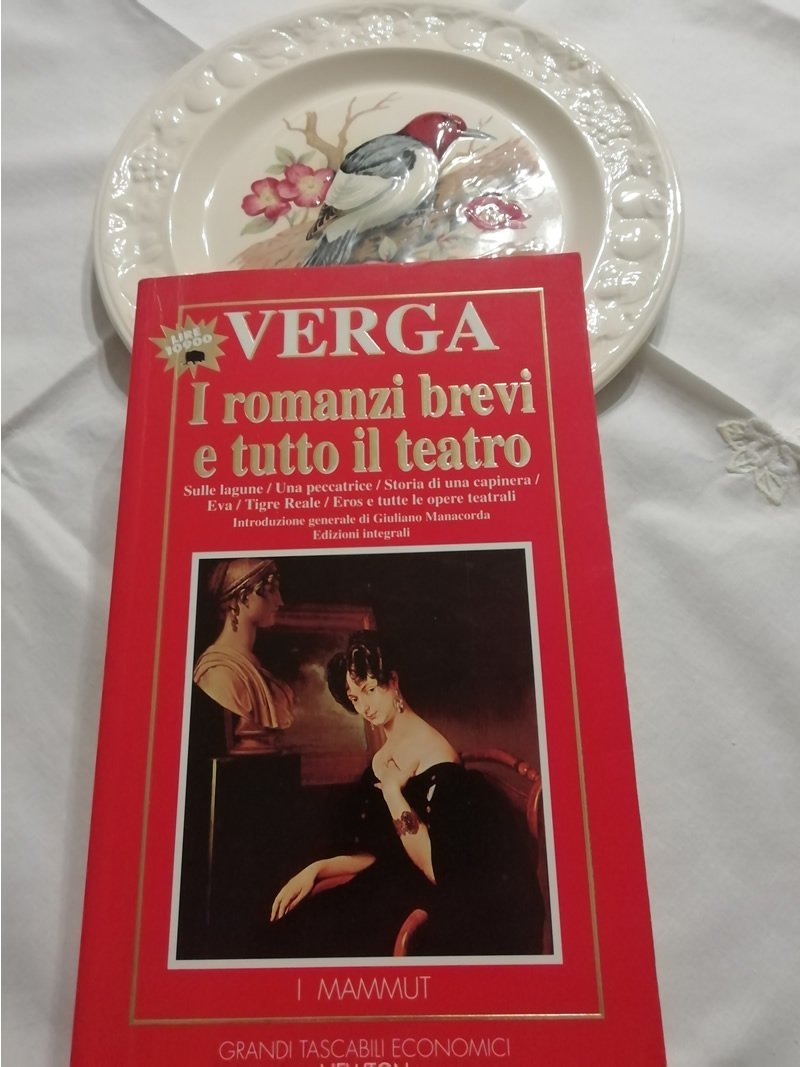 LIRE
10900
VERGA
I romanzi brevi
e tutto il teatro
Sulle lagune / Una peccatrice / Storia di una capinera /
Eva / Tigre Reale / Eros e tutte le opere teatrali
Introduzione generale di Giuliano Manacorda
Edizioni integrali
I MAMMUT
GRANDI TASCABILI ECONOMICI
NEWTON